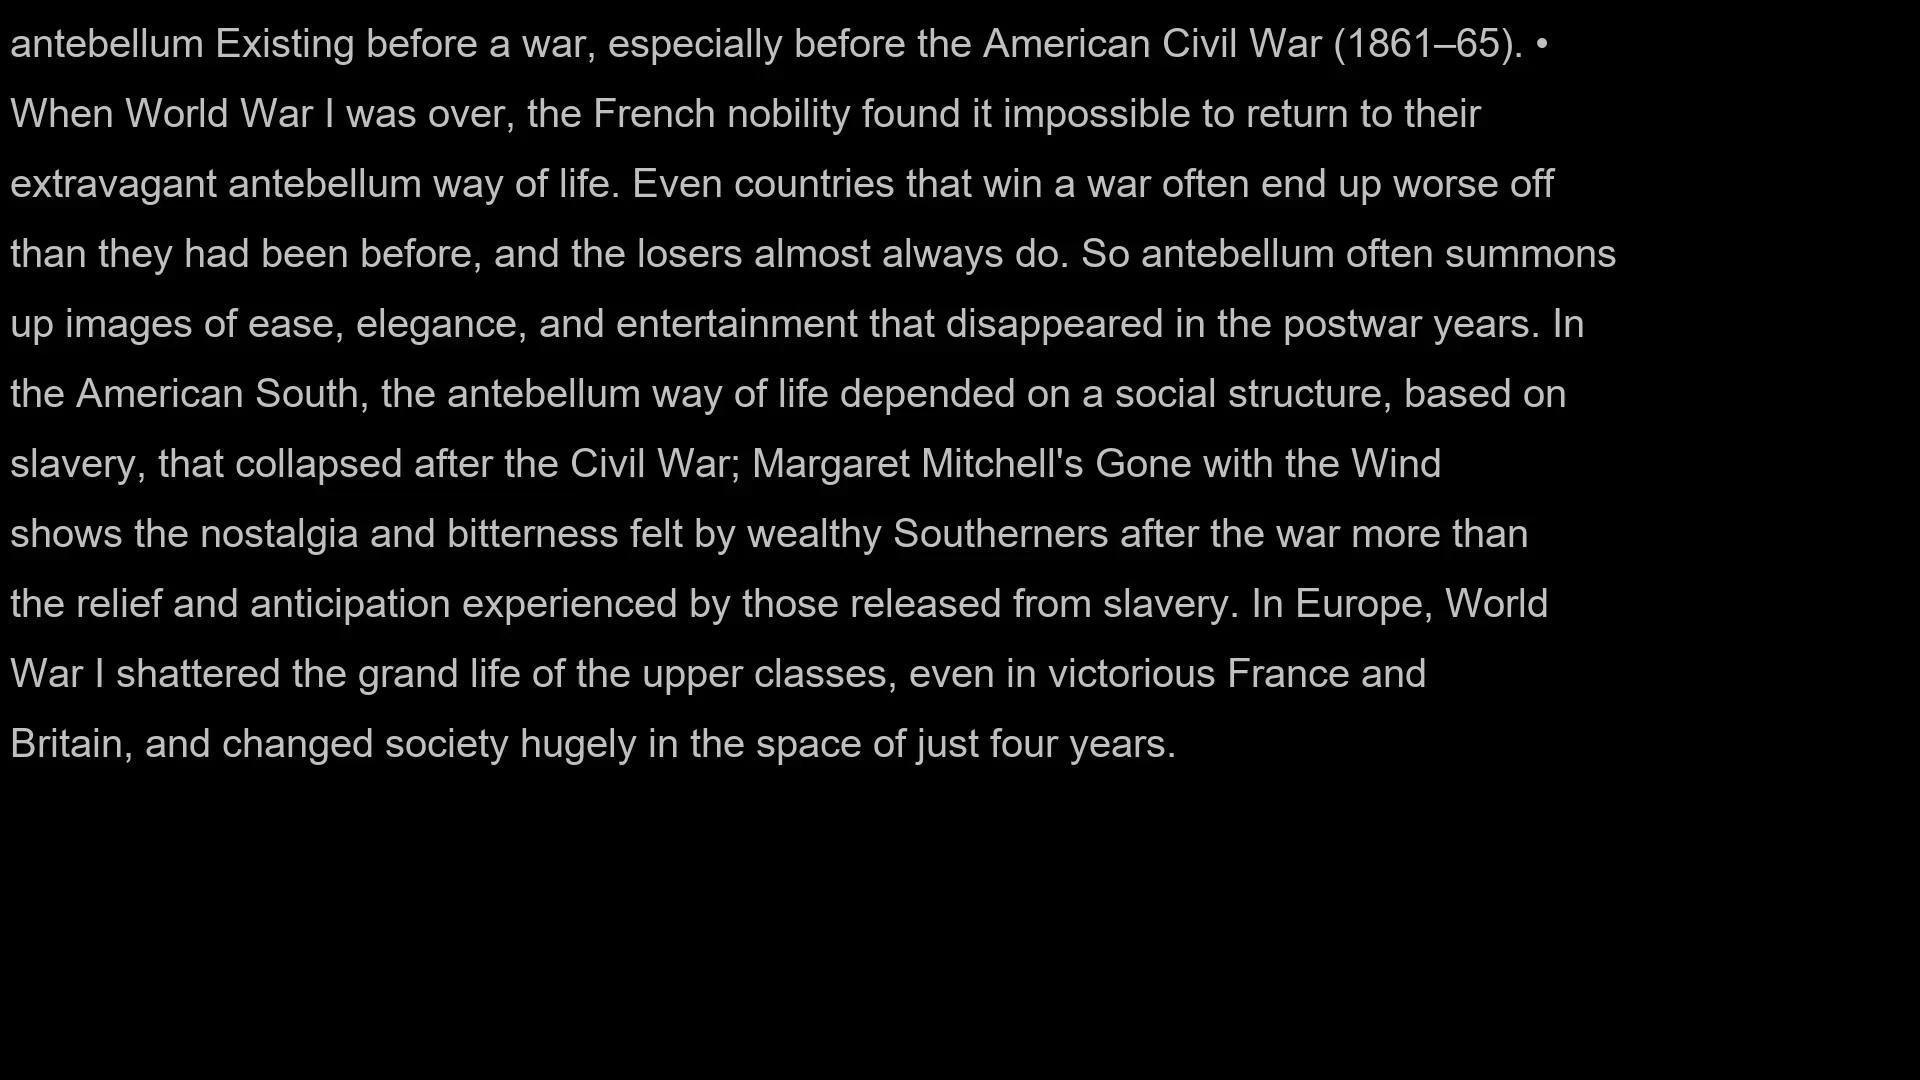 antebellum Existing before a war, especially before the American Civil War (1861–65). •
When World War I was over, the French nobility found it impossible to return to their
extravagant antebellum way of life. Even countries that win a war often end up worse off
than they had been before, and the losers almost always do. So antebellum often summons
up images of ease, elegance, and entertainment that disappeared in the postwar years. In
the American South, the antebellum way of life depended on a social structure, based on
slavery, that collapsed after the Civil War; Margaret Mitchell's Gone with the Wind
shows the nostalgia and bitterness felt by wealthy Southerners after the war more than
the relief and anticipation experienced by those released from slavery. In Europe, World
War I shattered the grand life of the upper classes, even in victorious France and
Britain, and changed society hugely in the space of just four years.